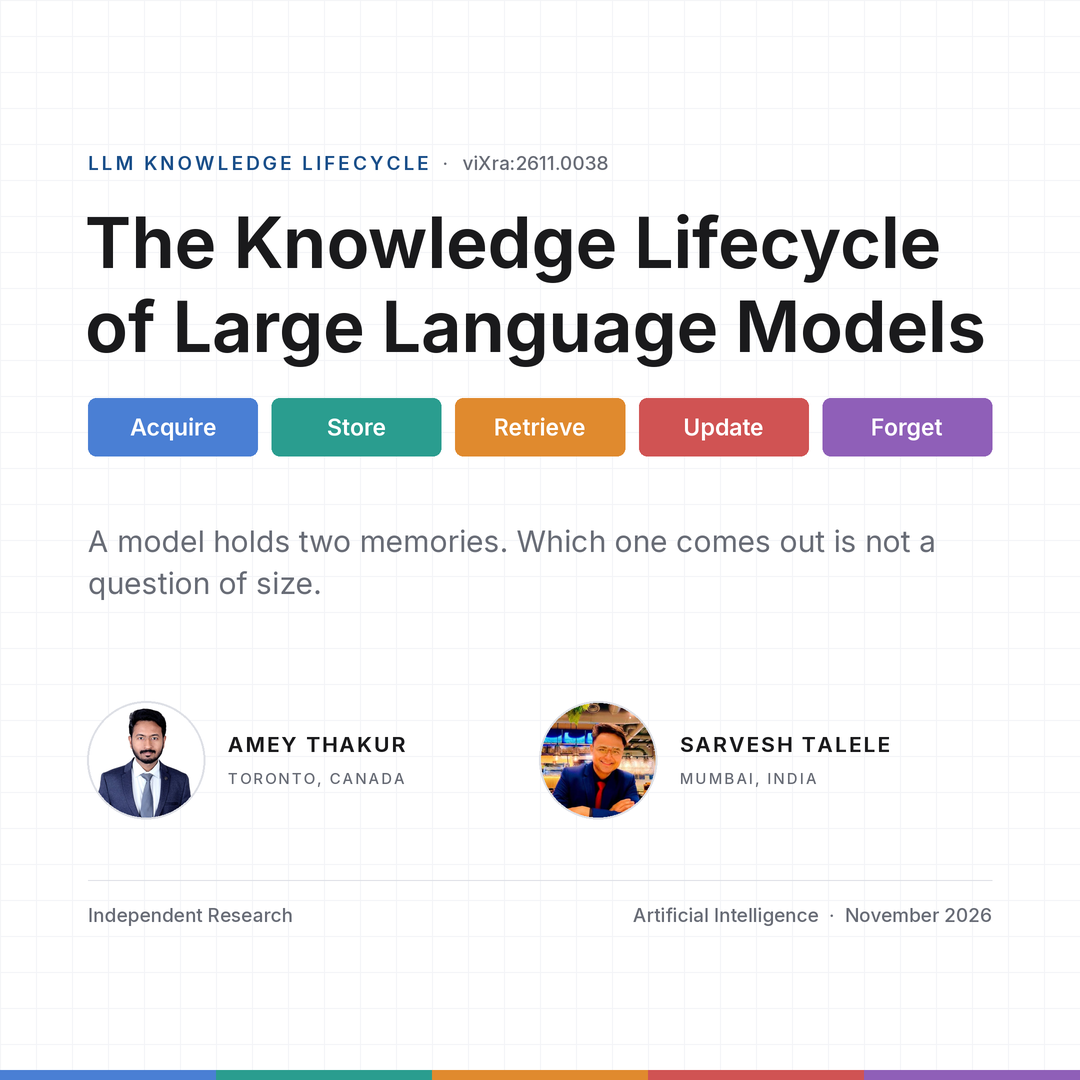 LLM KNOWLEDGE LIFECYCLE · viXra:2611.0038
The Knowledge Lifecycle
of Large Language Models
Acquire Store Retrieve Update Forget
A model holds two memories. Which one comes out is not a
question of size.
AMEY THAKUR SARVESH TALELE
TORONTO, CANADA MUMBAI, INDIA
Independent Research Artificial Intelligence · November 2026